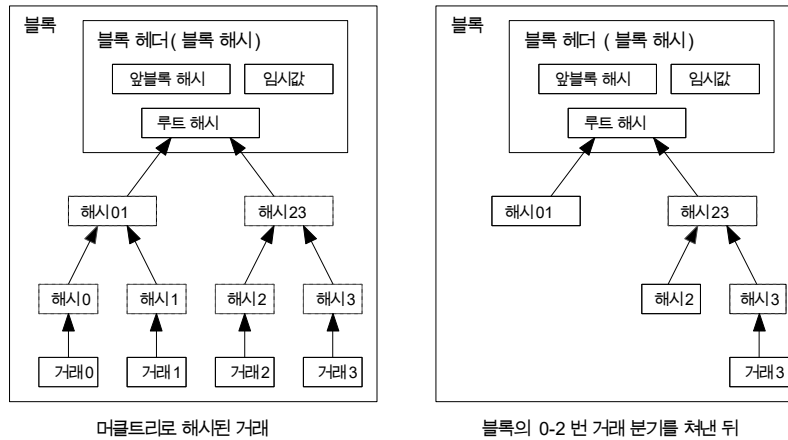 블록
블록 헤더( 블록 해시)
앞블록 해시
임시값
루트 해시
해시01
해시23
해시0
해시1
해시2
해시3
거래0
거래1
거래2
거래3
머클트리로 해시된 거래
블록
블록 헤더 ( 블록 해시)
앞블록 해시
임시값
루트 해시
해시01
해시23
해시2
해시3
거래3
블록의 0-2 번 거래 분기를 쳐낸 뒤